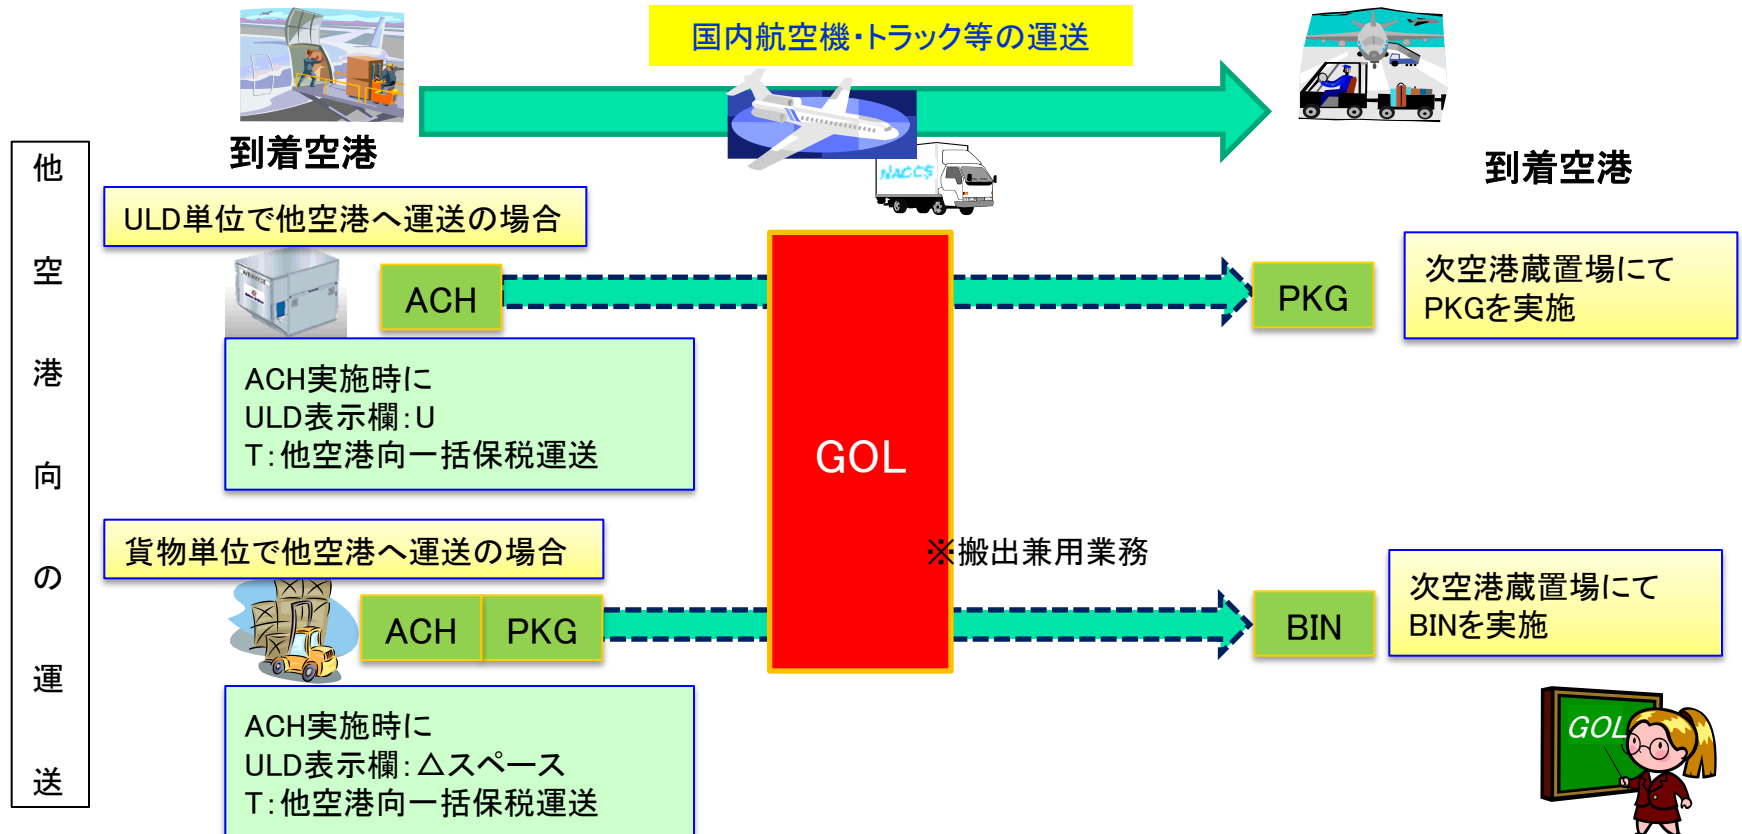 国内航空機・トラック等の運送
到着空港
到着空港
NACCS
他空港向の運送
ULD単位で他空港へ運送の場合
ACH
PKG
次空港蔵置場にて
PKGを実施
ACH実施時に
ULD表示欄：U
T：他空港向一括保税運送
GOL
※搬出兼用業務
貨物単位で他空港へ運送の場合
ACH
PKG
BIN
次空港蔵置場にて
BINを実施
ACH実施時に
ULD表示欄：△スペース
T：他空港向一括保税運送
GOL